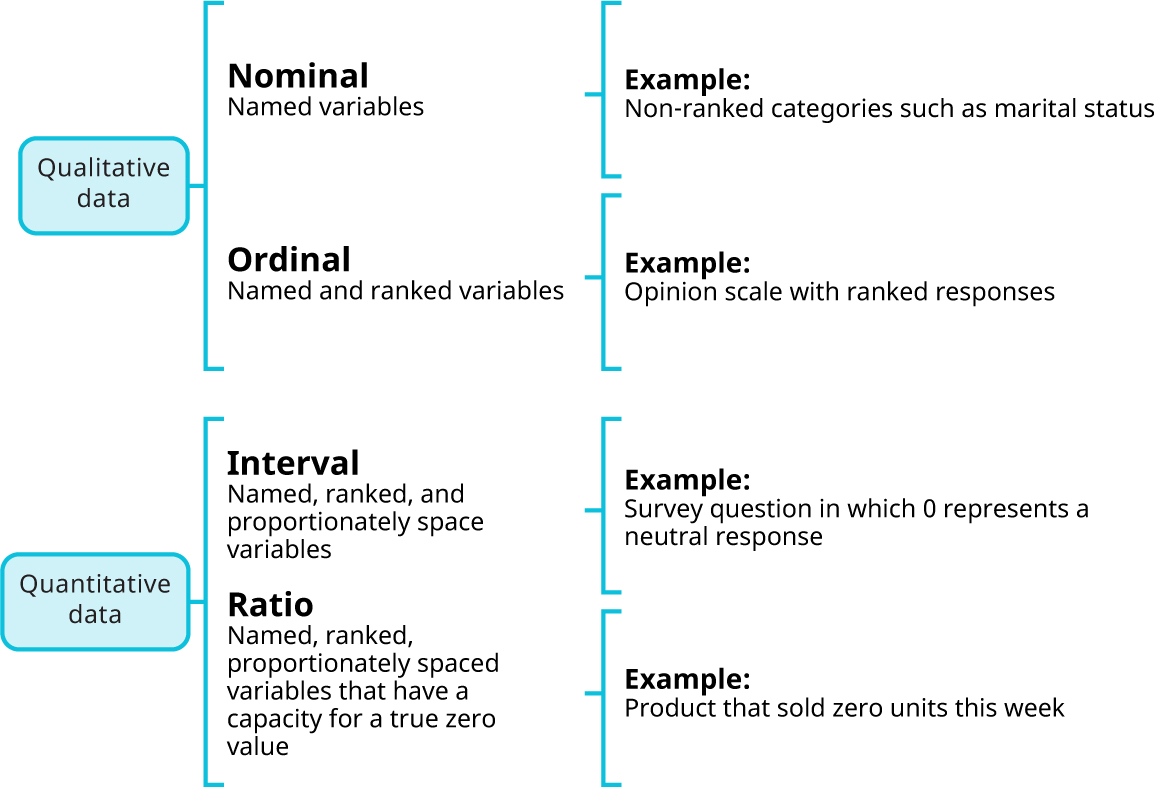 Qualitative
data
Nominal
Named variables
Example:
Non-ranked categories such as marital status
Ordinal
Named and ranked variables
Example:
Opinion scale with ranked responses
Quantitative
data
Interval
Named, ranked, and
proportionately space
variables
Example:
Survey question in which 0 represents a
neutral response
Ratio
Named, ranked,
proportionately spaced
variables that have a
capacity for a true zero
value
Example:
Product that sold zero units this week